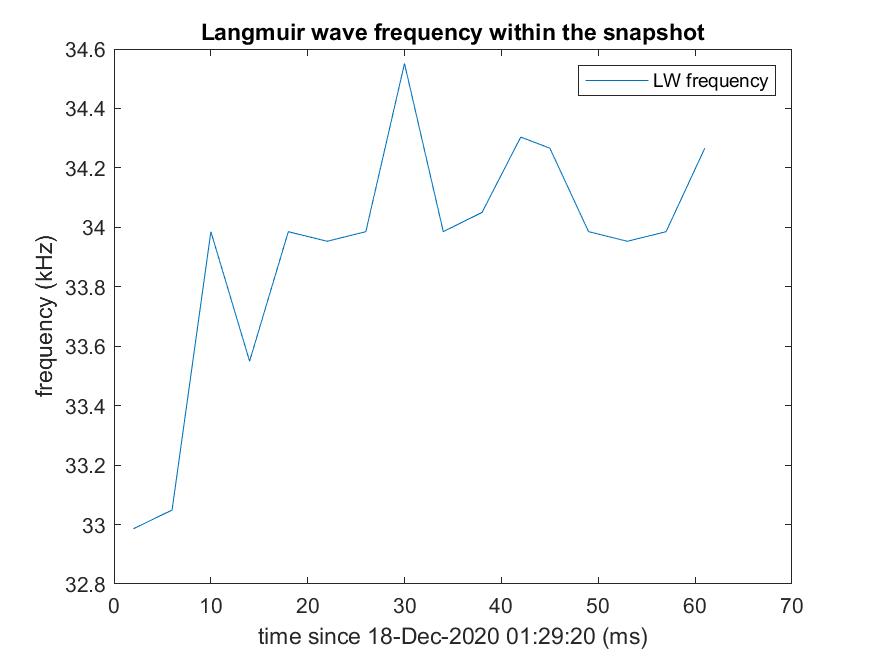 Langmuir wave frequency within the snapshot
LW frequency
34.6
34.4
34.2
34
33.8
33.6
33.4
33.2
33
32.8
frequency (kHz)
0 10 20 30 40 50 60 70
time since 18-Dec-2020 01:29:20 (ms)